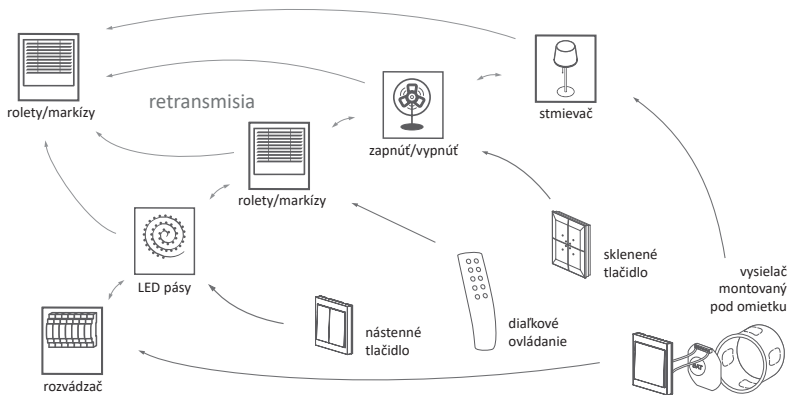 rolety/markízy
retransmisia
stmievač
zapnúť/vypnúť
rolety/markízy
LED pásy
sklenené
tlačidlo
vysielač
montovaný
pod omietku
nástenné
tlačidlo
diaľkové
ovládanie
rozvádzač